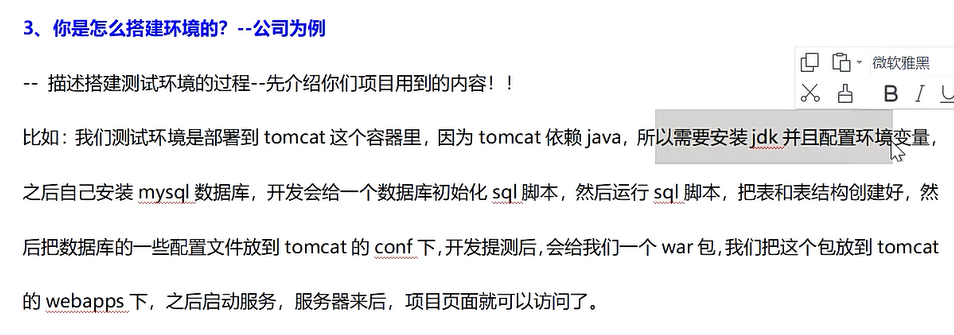 3、你是怎么搭建环境的？--公司为例
-- 描述搭建测试环境的过程--先介绍你们项目用到的内容！！
微软雅黑
B I U
比如：我们测试环境是部署到 tomcat 这个容器里，因为 tomcat 依赖 java，所以需要安装 jdk 并且配置环境变量，
之后自己安装 mysql 数据库，开发会给一个数据库初始化 sql 脚本，然后运行 sql 脚本，把表和表结构创建好，然
后把数据库的一些配置文件放到 tomcat 的 conf 下，开发提测后，会给我们一个 war 包，我们把这个包放到 tomcat
的 webapps 下，之后启动服务，服务器来后，项目页面就可以访问了。